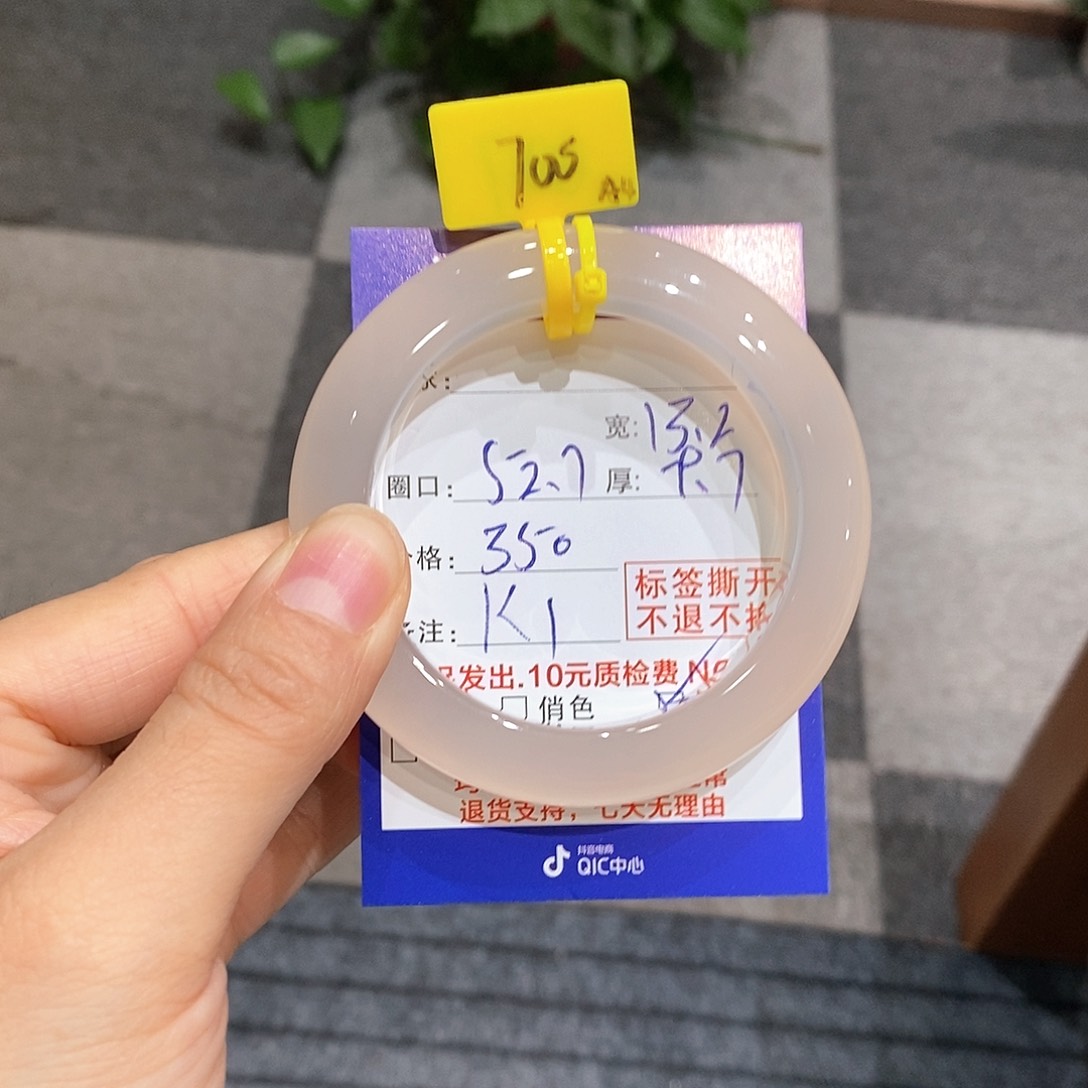 705
A4
宽: 13.2
圈口: 52.7 厚: 8.7
格: 350
注: K1
标签撕开
不退不换
发出.10元质检费
俏色
退货支持，七天无理由
抖音电商
QIC中心